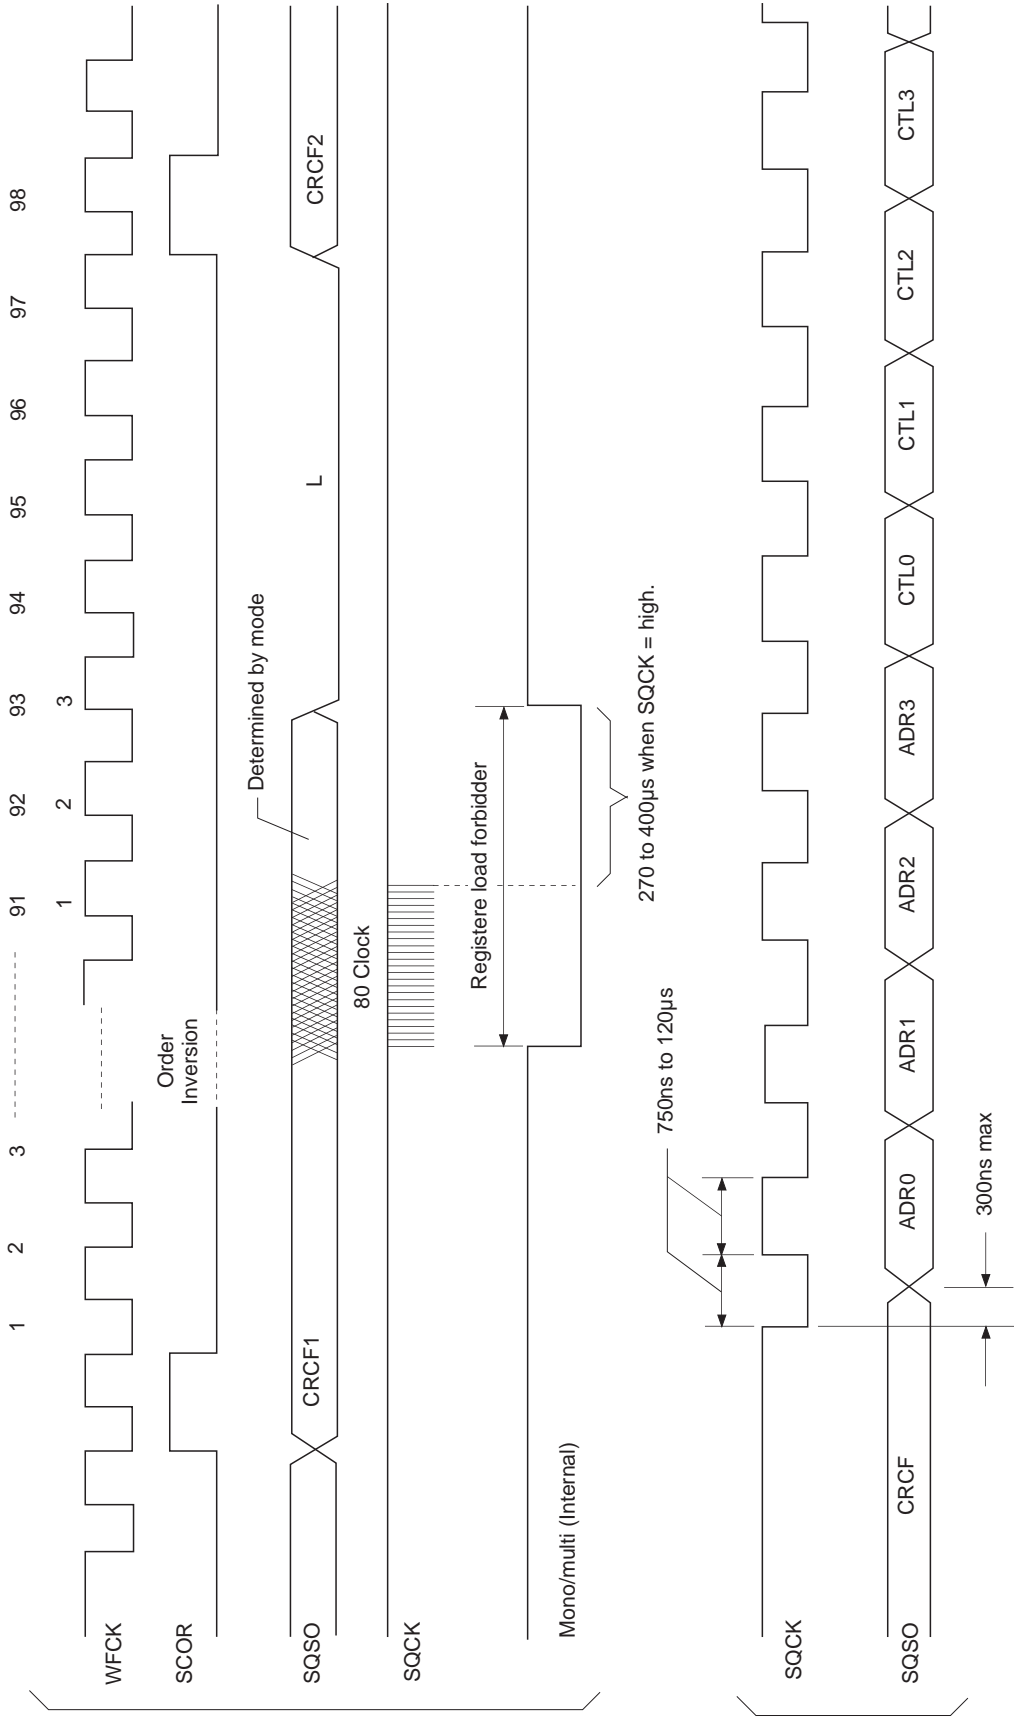 WFCK
1
2
3
91
92
93
94
95
96
97
98
1
2
3
SCOR
Order
Inversion
SQSO
CRCF1
Determined by mode
L
CRCF2
80 Clock
SQCK
Registere load forbidder
Mono/multi (Internal)
270 to 400µs when SQCK = high.
750ns to 120µs
SQCK
SQSO
CRCF
ADR0
ADR1
ADR2
ADR3
CTL0
CTL1
CTL2
CTL3
300ns max